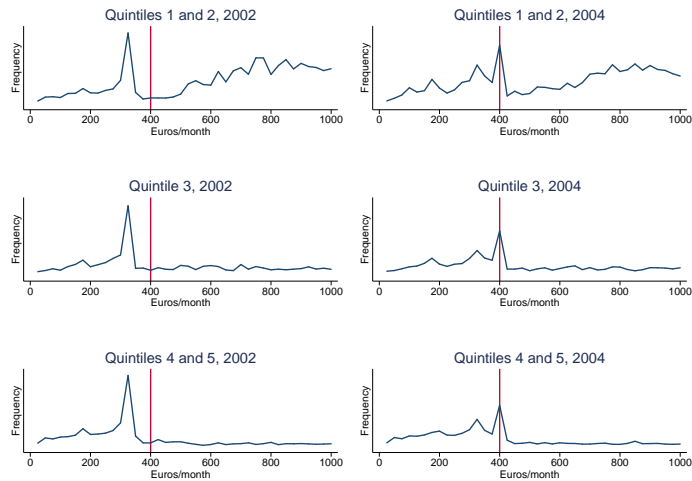 Quintiles 1 and 2, 2002
Frequency
0 200 400 600 800 1000
Euros/month
Quintiles 1 and 2, 2004
Frequency
0 200 400 600 800 1000
Euros/month
Quintile 3, 2002
Frequency
0 200 400 600 800 1000
Euros/month
Quintile 3, 2004
Frequency
0 200 400 600 800 1000
Euros/month
Quintiles 4 and 5, 2002
Frequency
0 200 400 600 800 1000
Euros/month
Quintiles 4 and 5, 2004
Frequency
0 200 400 600 800 1000
Euros/month